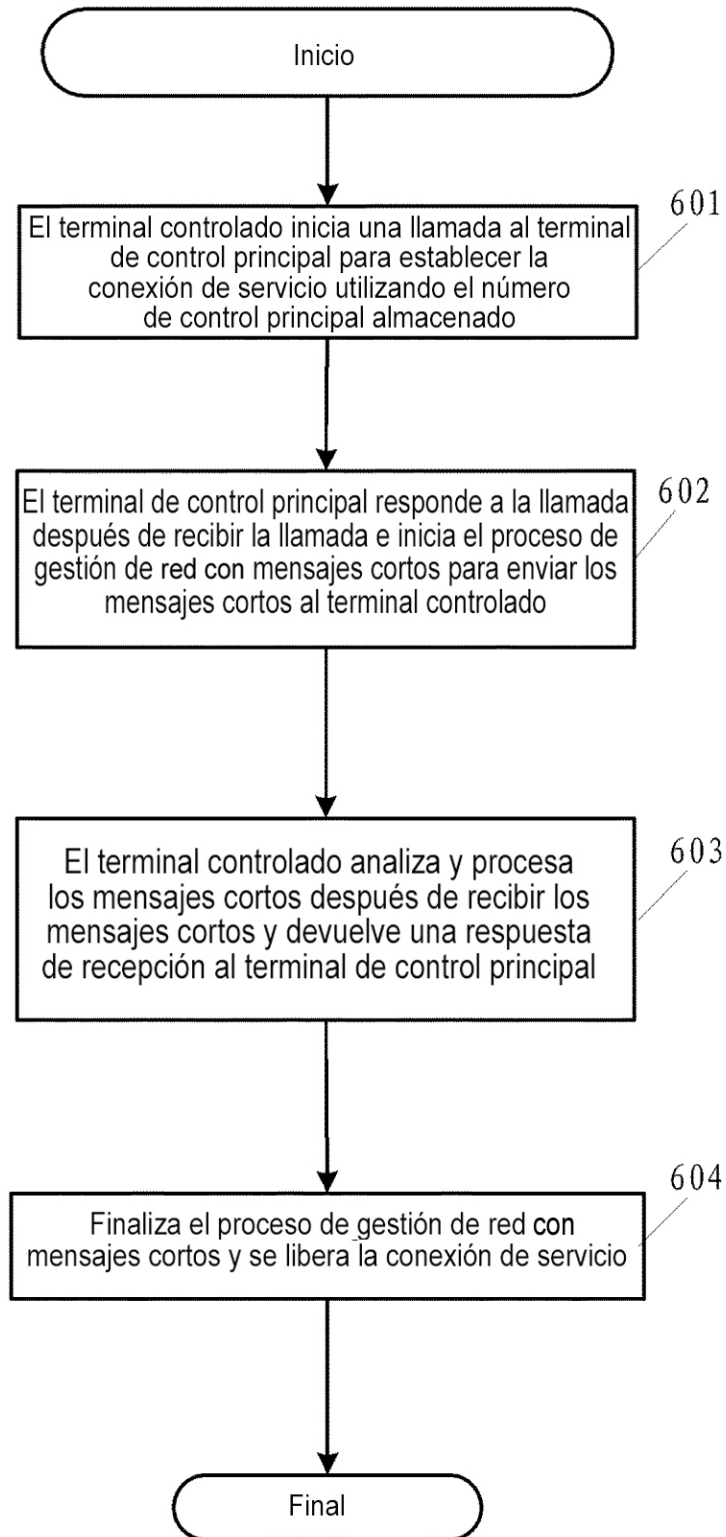 Inicio
601
El terminal controlado inicia una llamada al terminal
de control principal para establecer la
conexión de servicio utilizando el número
de control principal almacenado
602
El terminal de control principal responde a la llamada
después de recibir la llamada e inicia el proceso de
gestión de red con mensajes cortos para enviar los
mensajes cortos al terminal controlado
603
El terminal controlado analiza y procesa
los mensajes cortos después de recibir los
mensajes cortos y devuelve una respuesta
de recepción al terminal de control principal
604
Finaliza el proceso de gestión de red con
mensajes cortos y se libera la conexión de servicio
Final